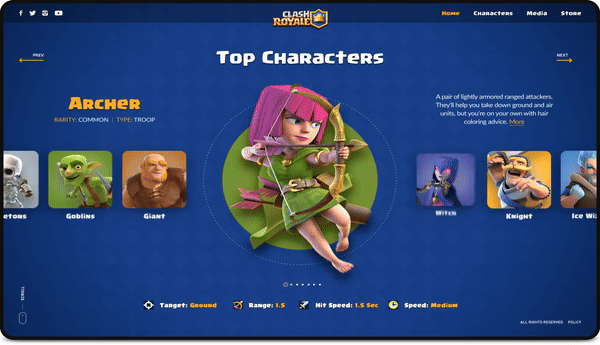 CLASH
ROYALE
Home Characters Media Store
PREV
NEXT
Top Characters
Archer
RARITY: COMMON | TYPE: TROOP
A pair of lightly armored ranged attackers.
They'll help you take down ground and air
units, but you're on your own with hair
coloring advice. More
etons Goblins Giant Witch Knight Ice Wiz
SCROLL
Target: Ground Range: 1.5 Hit Speed: 1.5 Sec Speed: Medium
ALL RIGHTS RESERVED POLICY